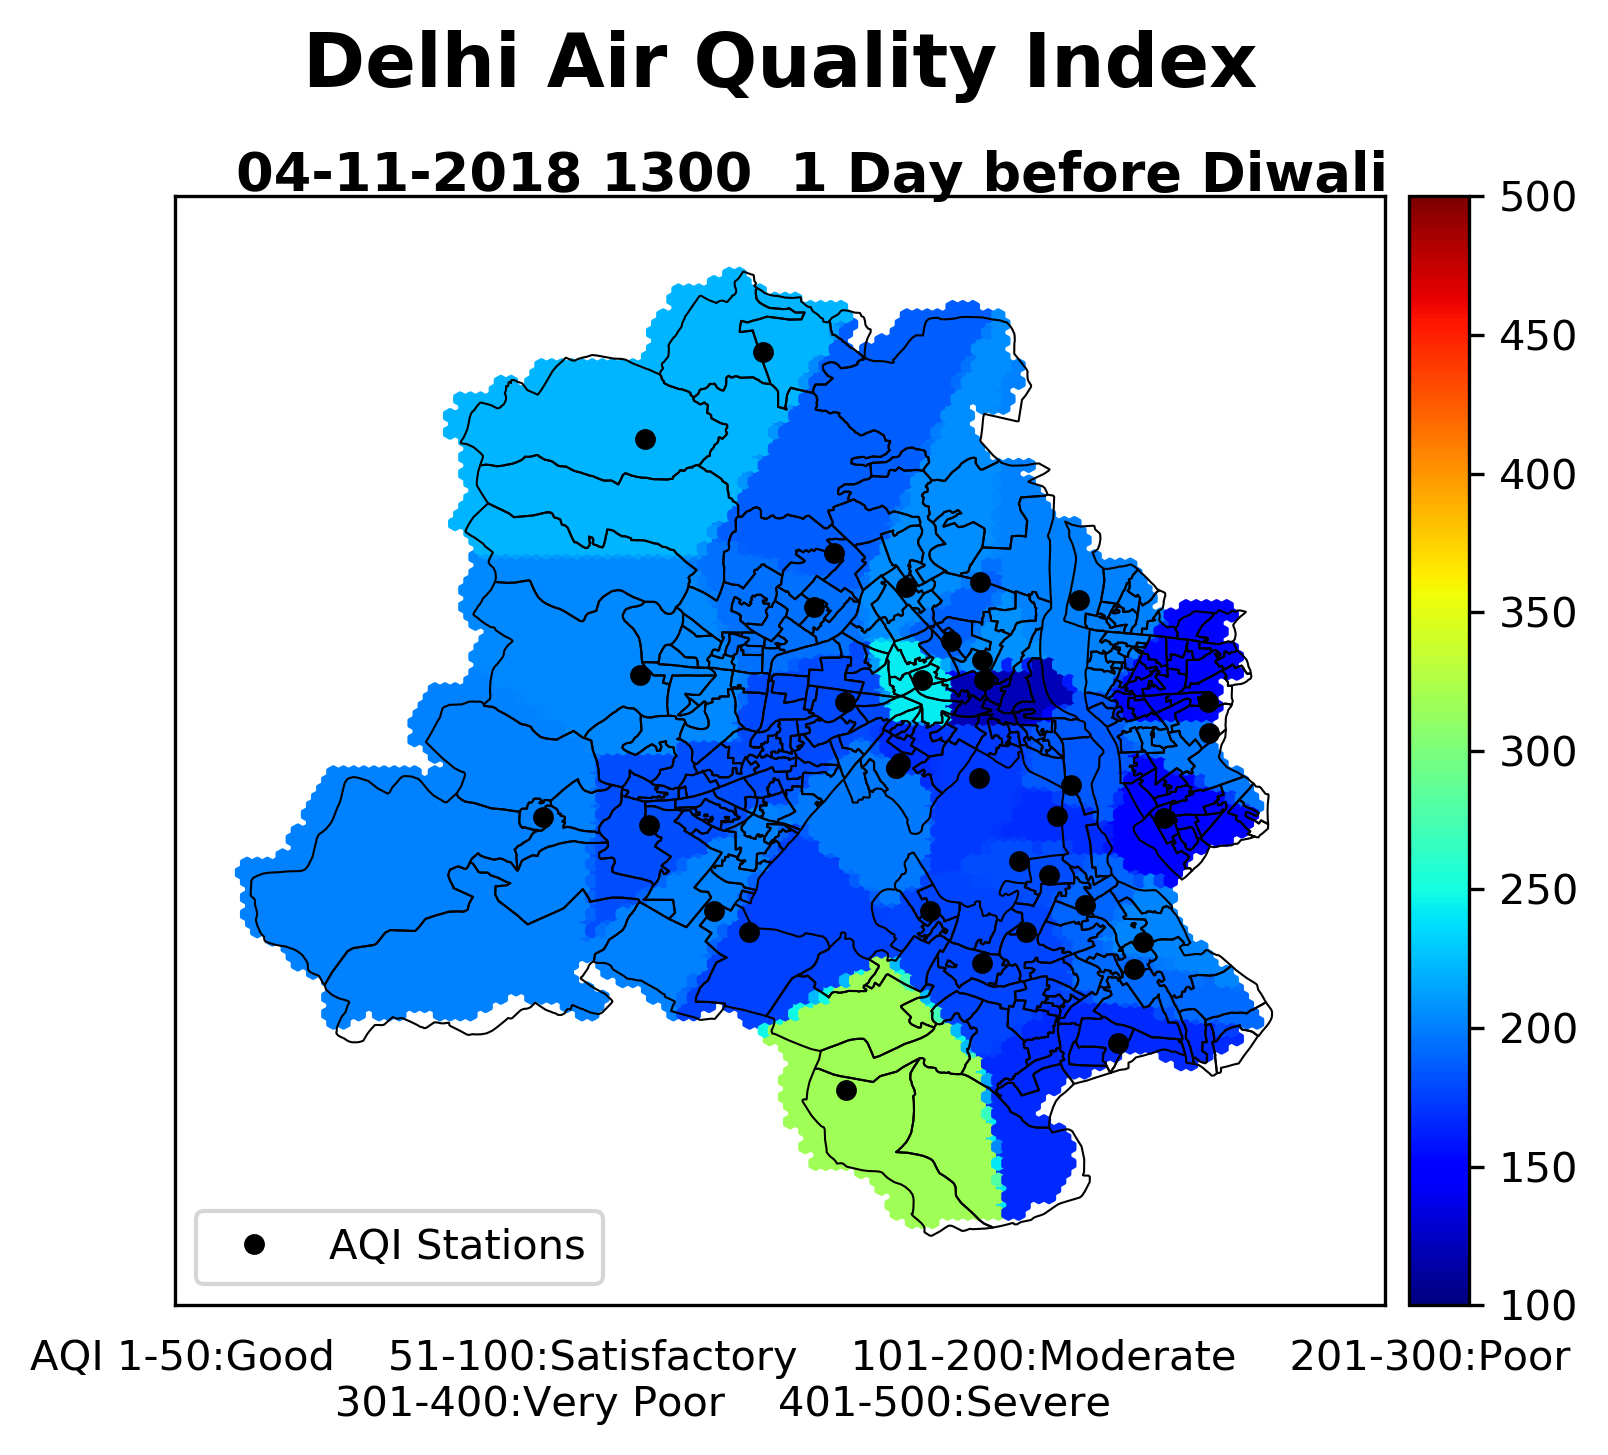 Delhi Air Quality Index
04-11-2018 1300  1 Day before Diwali
500
450
400
350
300
250
200
150
100
AQI Stations
AQI 1-50:Good    51-100:Satisfactory    101-200:Moderate    201-300:Poor
301-400:Very Poor    401-500:Severe